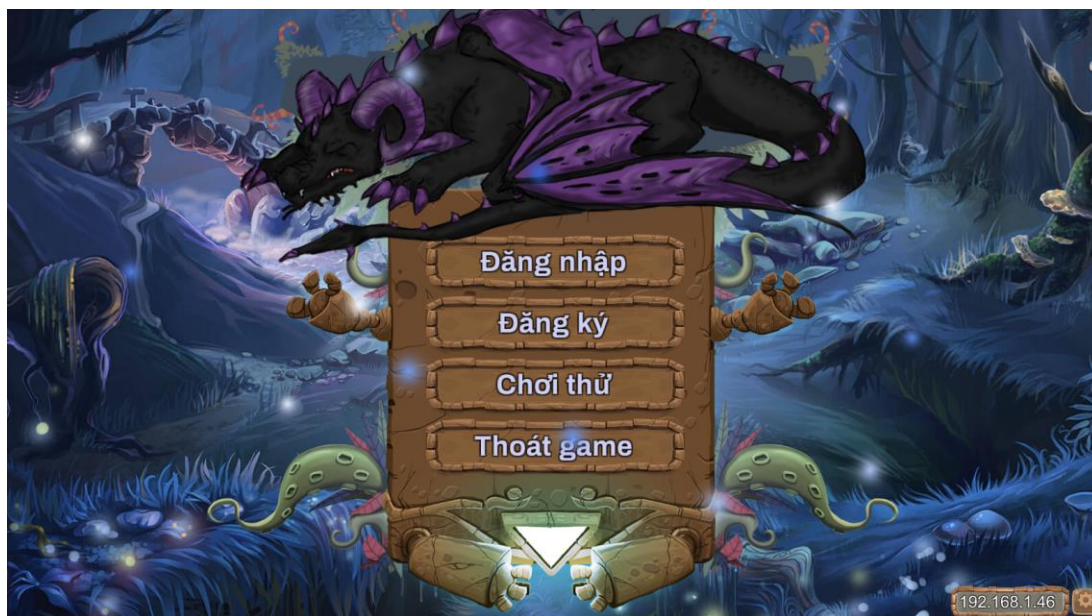 Đăng nhập
Đăng ký
Chơi thử
Thoát game
192.168.1.46